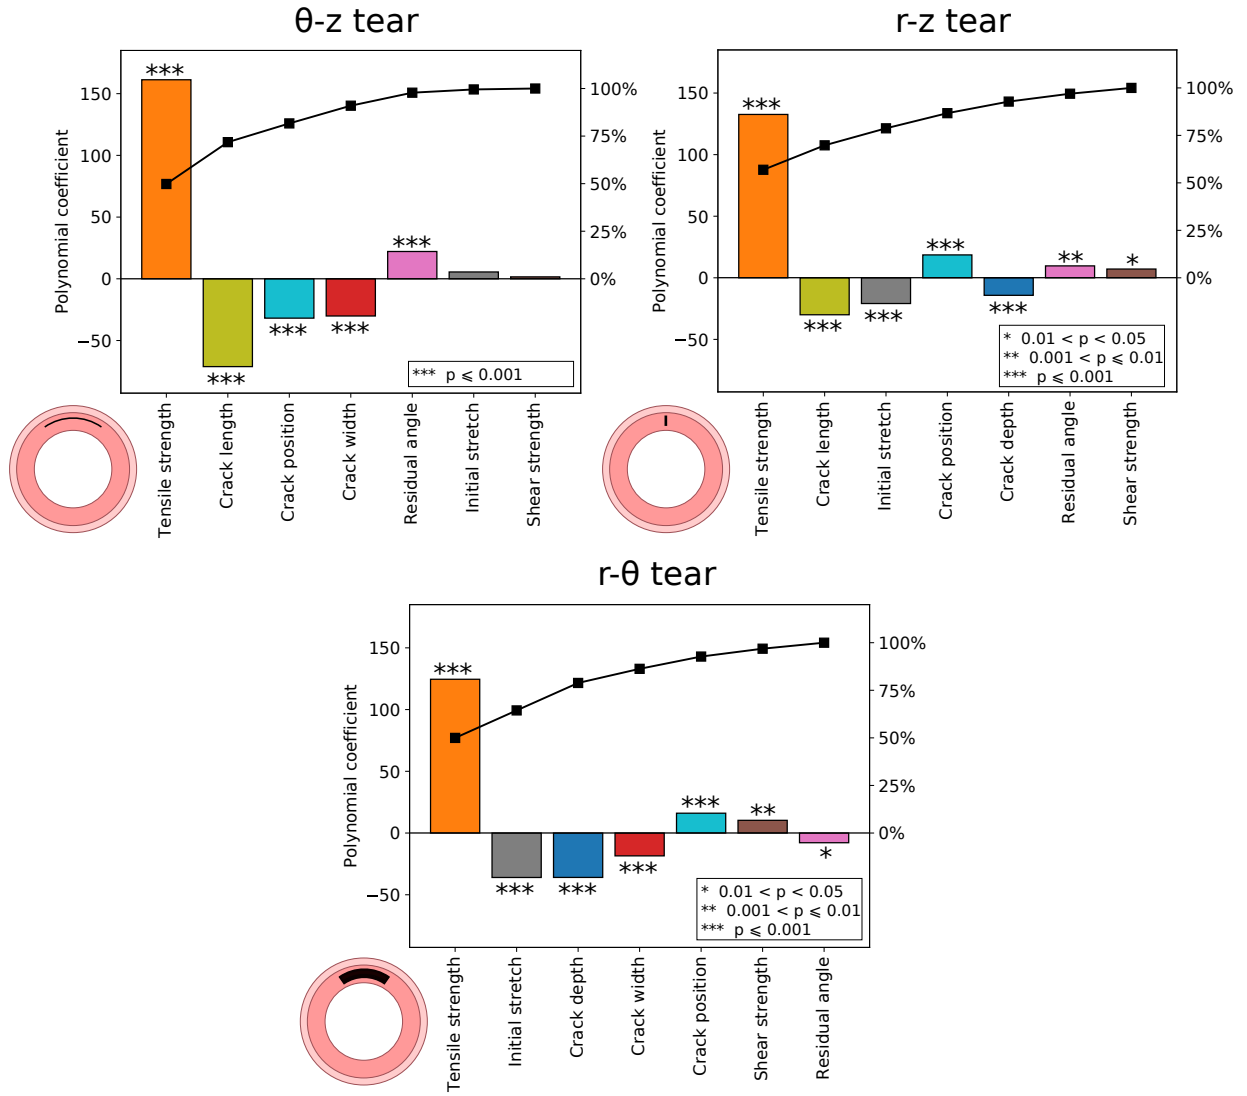 θ-z tear
Polynomial coefficient
150
100
50
0
−50
100%
75%
50%
25%
0%
***
***
***
***
***
*** p ⩽ 0.001
Tensile strength
Crack length
Crack position
Crack width
Residual angle
Initial stretch
Shear strength
r-z tear
Polynomial coefficient
150
100
50
0
−50
100%
75%
50%
25%
0%
***
***
***
***
***
**
*
* 0.01 < p < 0.05
** 0.001 < p ⩽ 0.01
*** p ⩽ 0.001
Tensile strength
Crack length
Initial stretch
Crack position
Crack depth
Residual angle
Shear strength
r-θ tear
Polynomial coefficient
150
100
50
0
−50
100%
75%
50%
25%
0%
***
***
***
***
***
**
*
* 0.01 < p < 0.05
** 0.001 < p ⩽ 0.01
*** p ⩽ 0.001
Tensile strength
Initial stretch
Crack depth
Crack width
Crack position
Shear strength
Residual angle